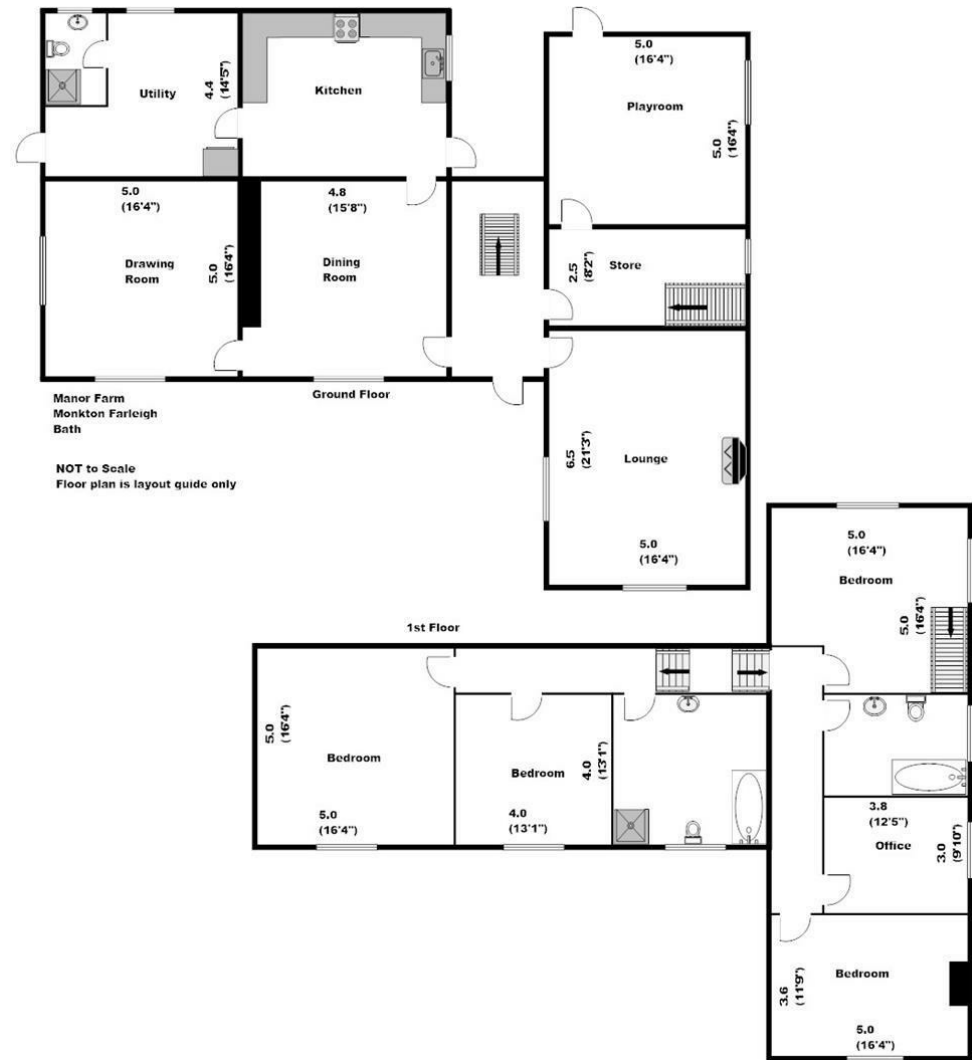 Utility
4.4
(14'5")
Kitchen
5.0
(16'4")
Playroom
5.0
(16'4")
5.0
(16'4")
Drawing
Room
5.0
(16'4")
4.8
(15'8")
Dining
Room
2.5
(8'2")
Store
Manor Farm
Monkton Farleigh
Bath
Ground Floor
NOT to Scale
Floor plan is layout guide only
6.5
(21'3")
Lounge
5.0
(16'4")
1st Floor
5.0
(16'4")
Bedroom
5.0
(16'4")
5.0
(16'4")
Bedroom
5.0
(16'4")
Bedroom
4.0
(13'1")
4.0
(13'1")
3.8
(12'5")
Office
3.0
(9'10")
3.6
(11'9")
Bedroom
5.0
(16'4")